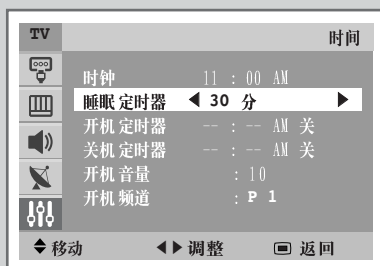 TV 时间
时钟 11 : 00 AM
睡眠定时器 ◀ 30 分 ▶
开机定时器 -- : -- AM 关
关机定时器 -- : -- AM 关
开机音量 : 10
开机频道 : P 1
移动 调整 返回